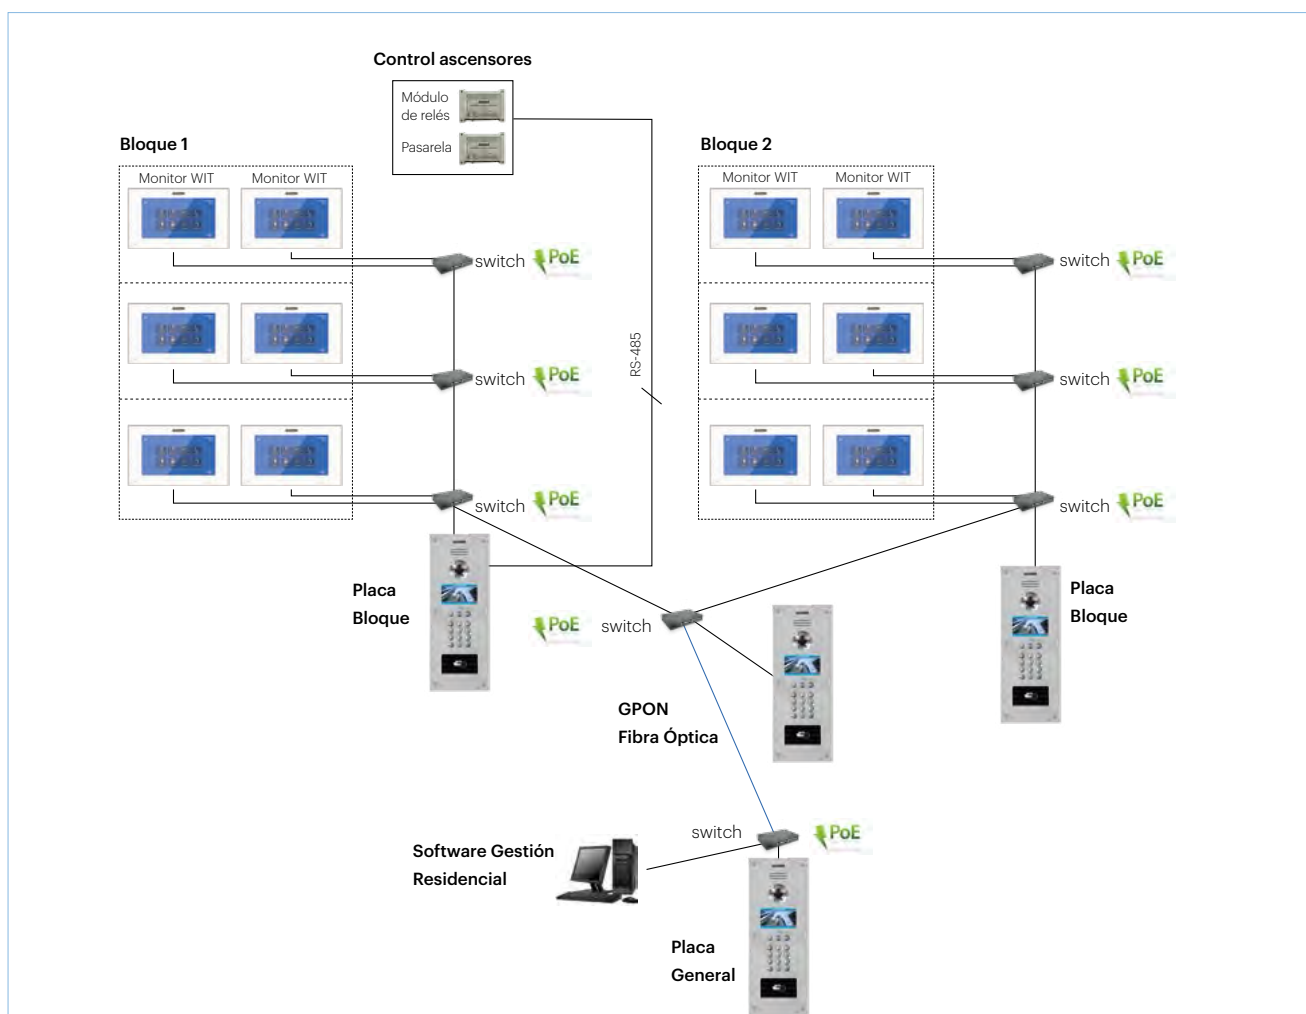 Control ascensores
Módulo
de relés
Pasarela
Bloque 1
Monitor WIT
Monitor WIT
switch
PoE
switch
PoE
switch
PoE
RS-485
Bloque 2
Monitor WIT
Monitor WIT
switch
PoE
switch
PoE
switch
PoE
Placa
Bloque
PoE
switch
Placa
Bloque
GPON
Fibra Óptica
switch
PoE
Software Gestión
Residencial
Placa
General